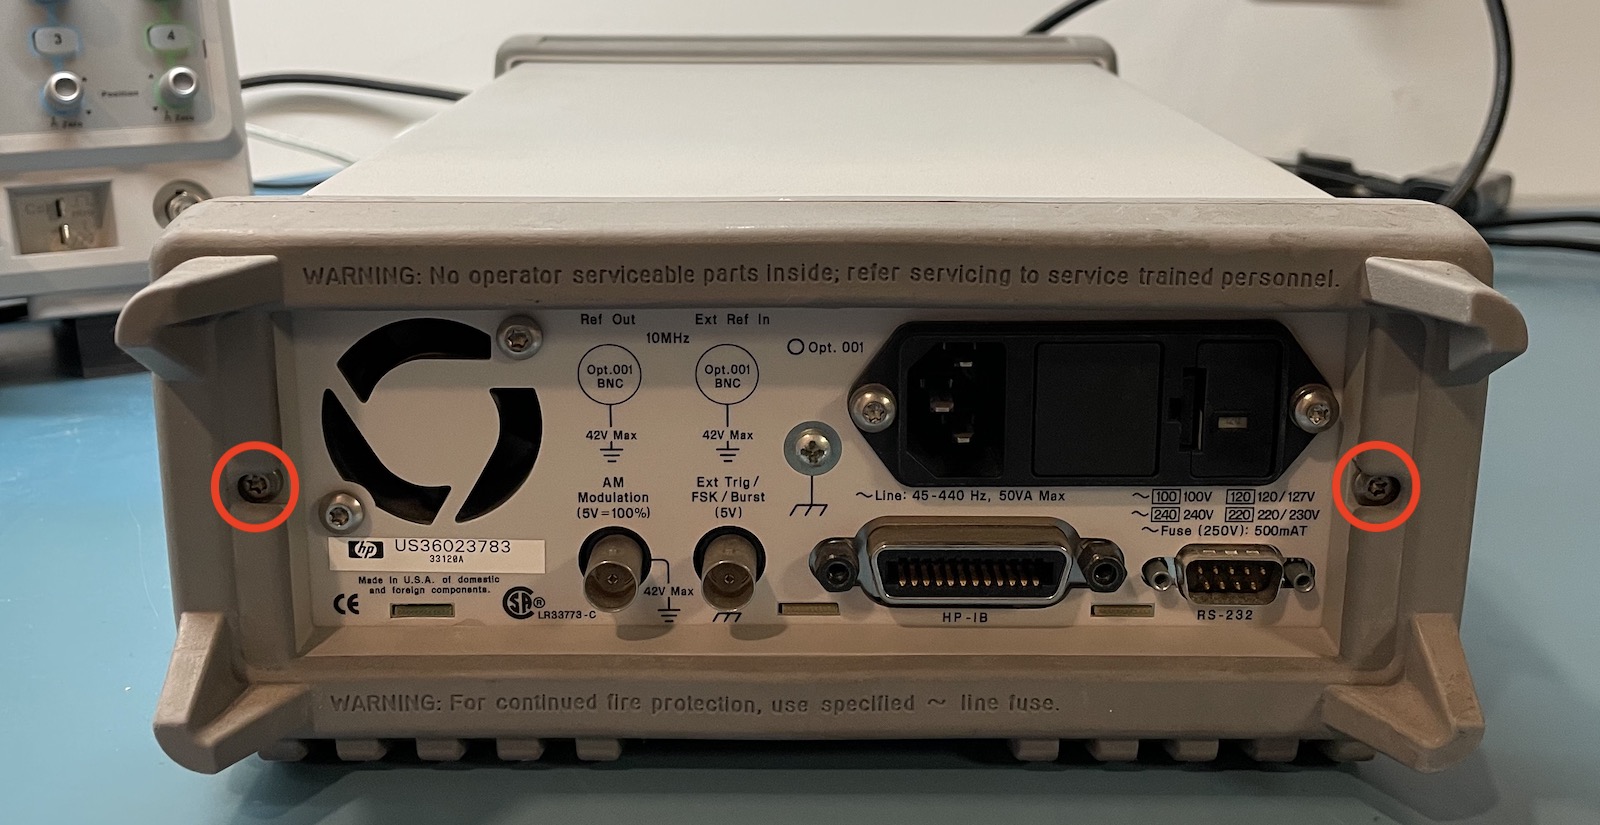 3
4
Position
WARNING: No operator serviceable parts inside; refer servicing to service trained personnel.
Ref Out
Ext Ref In
10MHz
Opt. 001
Opt.001
BNC
Opt.001
BNC
42V Max
42V Max
AM
Modulation
(5V=100%)
Ext Trig/
FSK/Burst
(5V)
~Line: 45-440 Hz, 50VA Max
~ 100 100V 120 120/127V
~ 240 240V 220 220/230V
~Fuse (250V): 500mAT
hp US36023783
33120A
Made in U.S.A. of domestic
and foreign components.
CE
SA® LR33773-C
42V Max
HP-IB
RS-232
WARNING: For continued fire protection, use specified ~ line fuse.